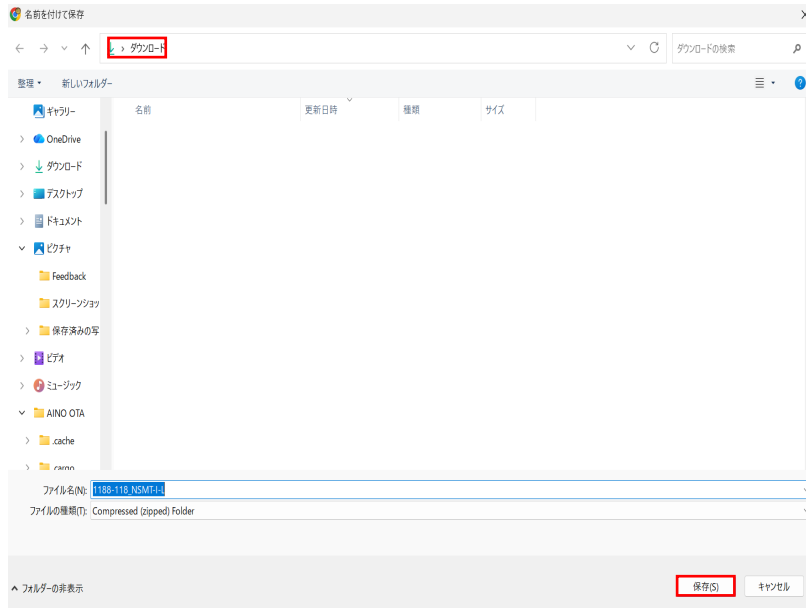 名前を付けて保存
ダウンロード
ダウンロードの検索
整理
新しいフォルダー
名前
更新日時
種類
サイズ
ギャラリー
OneDrive
ダウンロード
デスクトップ
ドキュメント
ピクチャ
Feedback
スクリーンショッ
保存済みの写
ビデオ
ミュージック
AINO OTA
.cache
.cargo
ファイル名(N): 1188-118_NSMT-I-L
ファイルの種類(T): Compressed (zipped) Folder
フォルダーの非表示
保存(S)
キャンセル